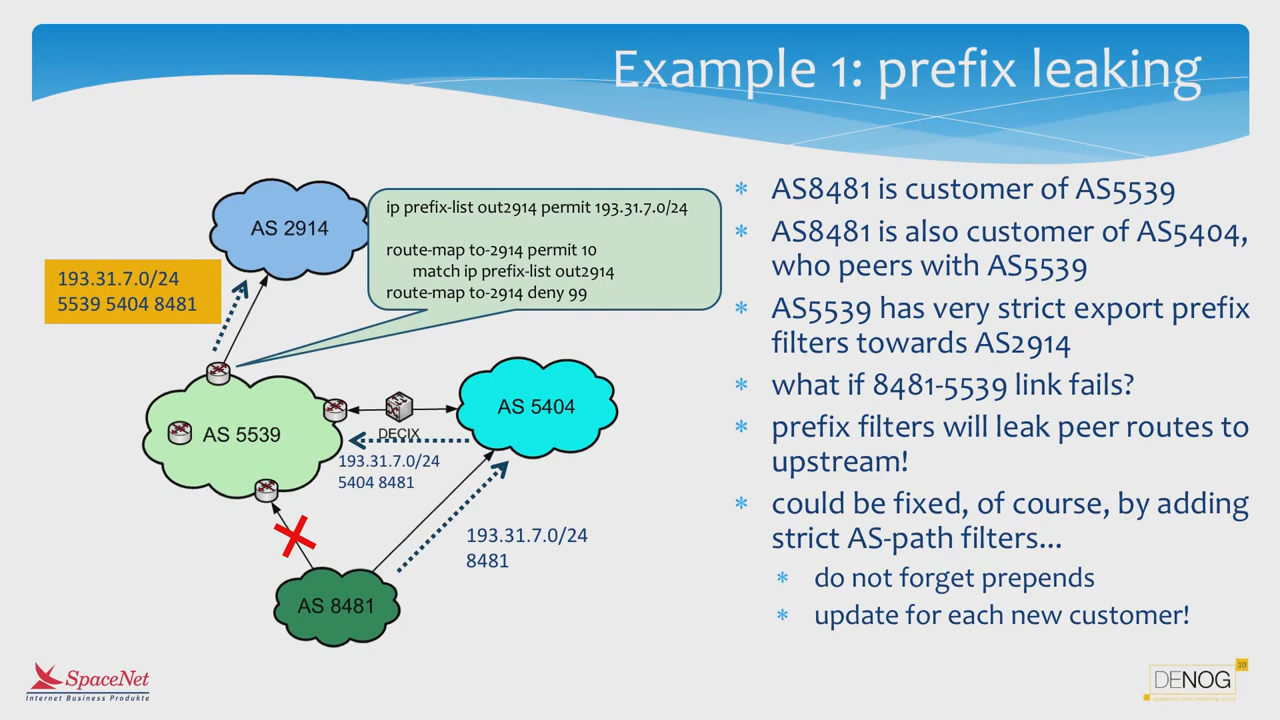 Example 1: prefix leaking
AS 2914
ip prefix-list out2914 permit 193.31.7.0/24
route-map to-2914 permit 10
match ip prefix-list out2914
route-map to-2914 deny 99
193.31.7.0/24
5539 5404 8481
AS 5539
DECIX
AS 5404
193.31.7.0/24
5404 8481
193.31.7.0/24
8481
AS 8481
* AS8481 is customer of AS5539
* AS8481 is also customer of AS5404,
who peers with AS5539
* AS5539 has very strict export prefix
filters towards AS2914
* what if 8481-5539 link fails?
* prefix filters will leak peer routes to
upstream!
* could be fixed, of course, by adding
strict AS-path filters...
* do not forget prepends
* update for each new customer!
SpaceNet
Internet Business Produkte
DENOG
10